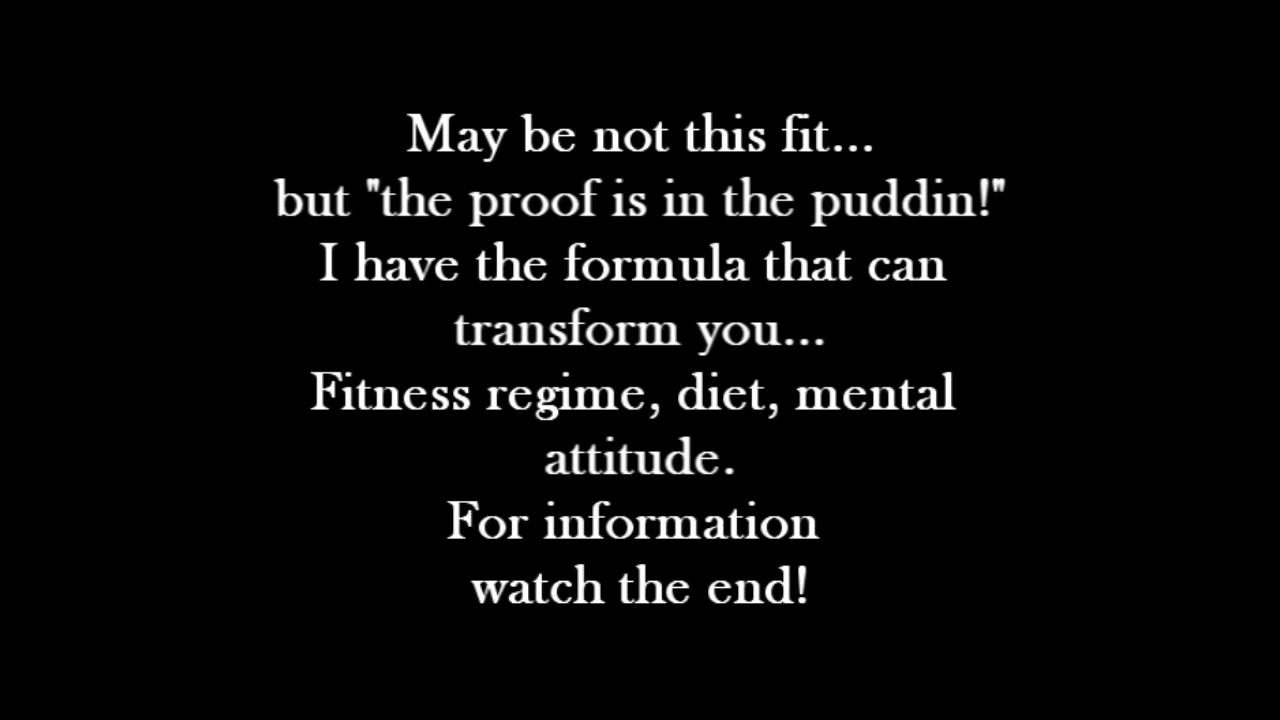 May be not this fit...
but "the proof is in the puddin!"
I have the formula that can
transform you...
Fitness regime, diet, mental
attitude.
For information
watch the end!